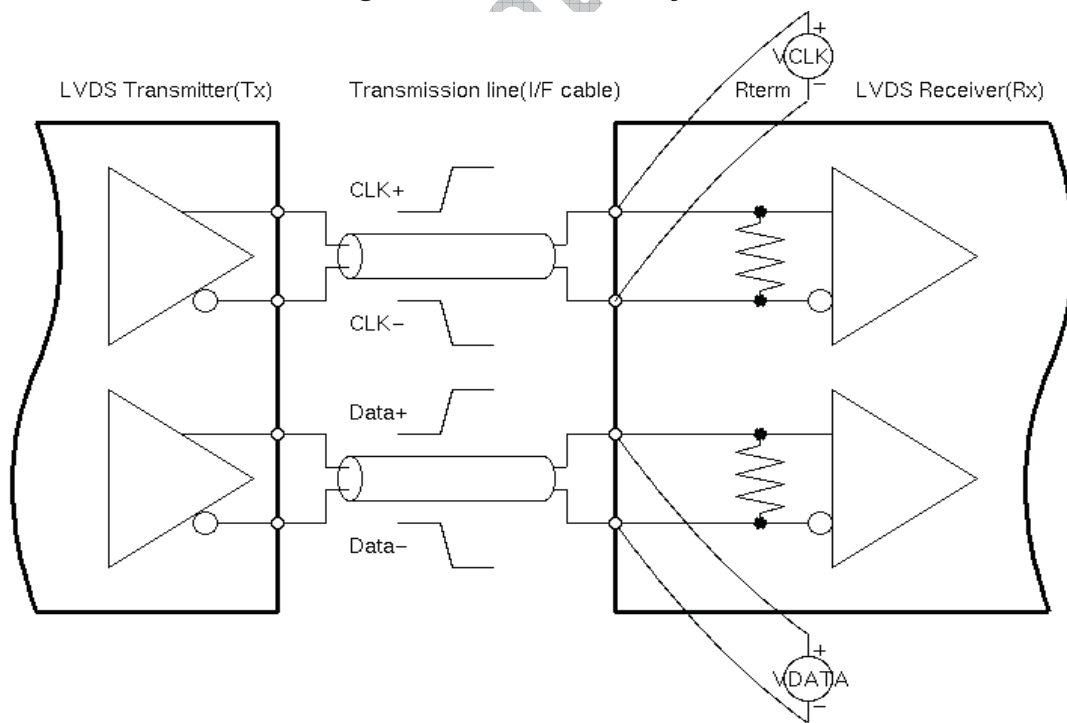 LVDS Transmitter(Tx)
Transmission line(I/F cable)
Rterm
LVDS Receiver(Rx)
+
VCLK
−
CLK+
CLK−
Data+
Data−
+
VDATA
−